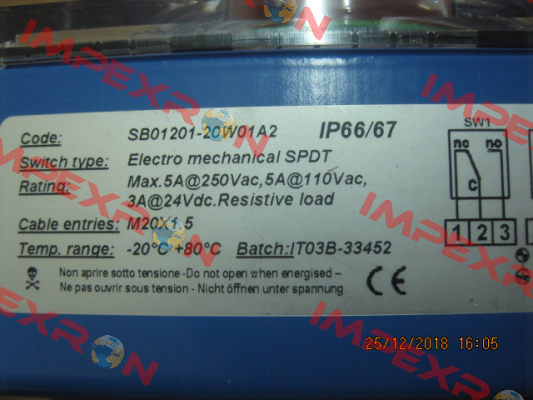 Code: SB01201-20W01A2 IP66/67
Switch type: Electro mechanical SPDT
Rating: Max.5A@250Vac,5A@110Vac,
3A@24Vdc.Resistive load
Cable entries: M20X1.5
Temp. range: -20°C +80°C Batch:IT03B-33452
Non aprire sotto tensione -Do not open when energised –
Ne pas ouvrir sous tension - Nicht öffnen unter spannung
CE
SW1
nc no
C
1 2 3
25/12/2018 16:05
IMPEXRON
IMPEXRON
IMPEXRON